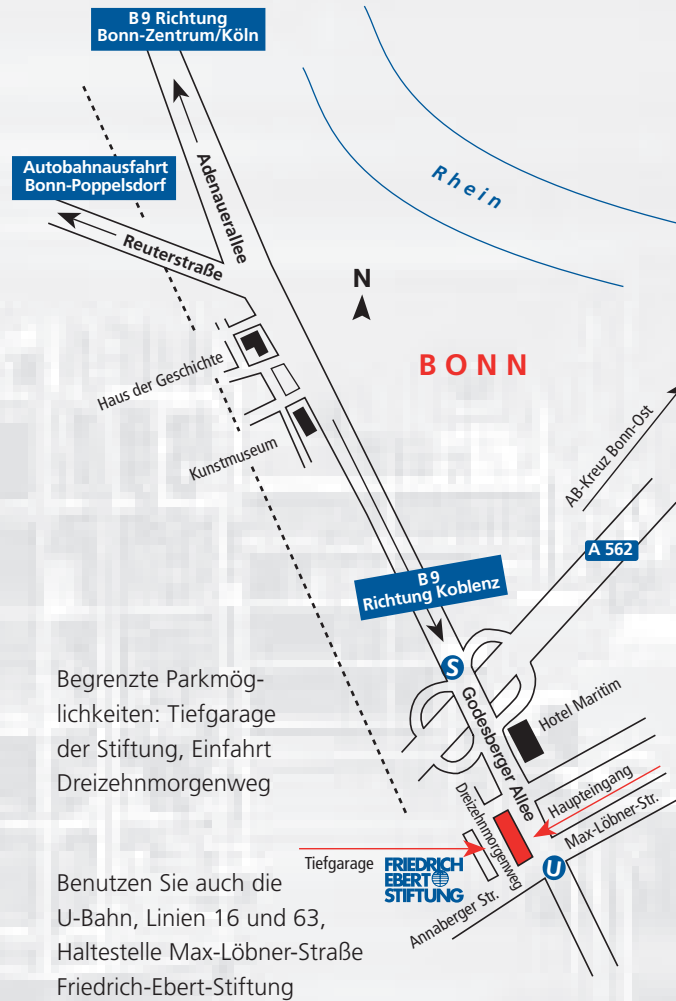 B 9 Richtung
Bonn-Zentrum/Köln
Autobahnausfahrt
Bonn-Poppelsdorf
Adenauerallee
Reuterstraße
Rhein
N
BONN
Haus der Geschichte
Kunstmuseum
AB-Kreuz Bonn-Ost
A 562
B 9
Richtung Koblenz
S
Godesberger Allee
Hotel Maritim
Begrenzte Parkmög-
lichkeiten: Tiefgarage
der Stiftung, Einfahrt
Dreizehnmorgenweg
Dreizehnmorgenweg
Haupteingang
Max-Löbner-Str.
Tiefgarage
FRIEDRICH
EBERT
STIFTUNG
U
Annaberger Str.
Benutzen Sie auch die
U-Bahn, Linien 16 und 63,
Haltestelle Max-Löbner-Straße
Friedrich-Ebert-Stiftung